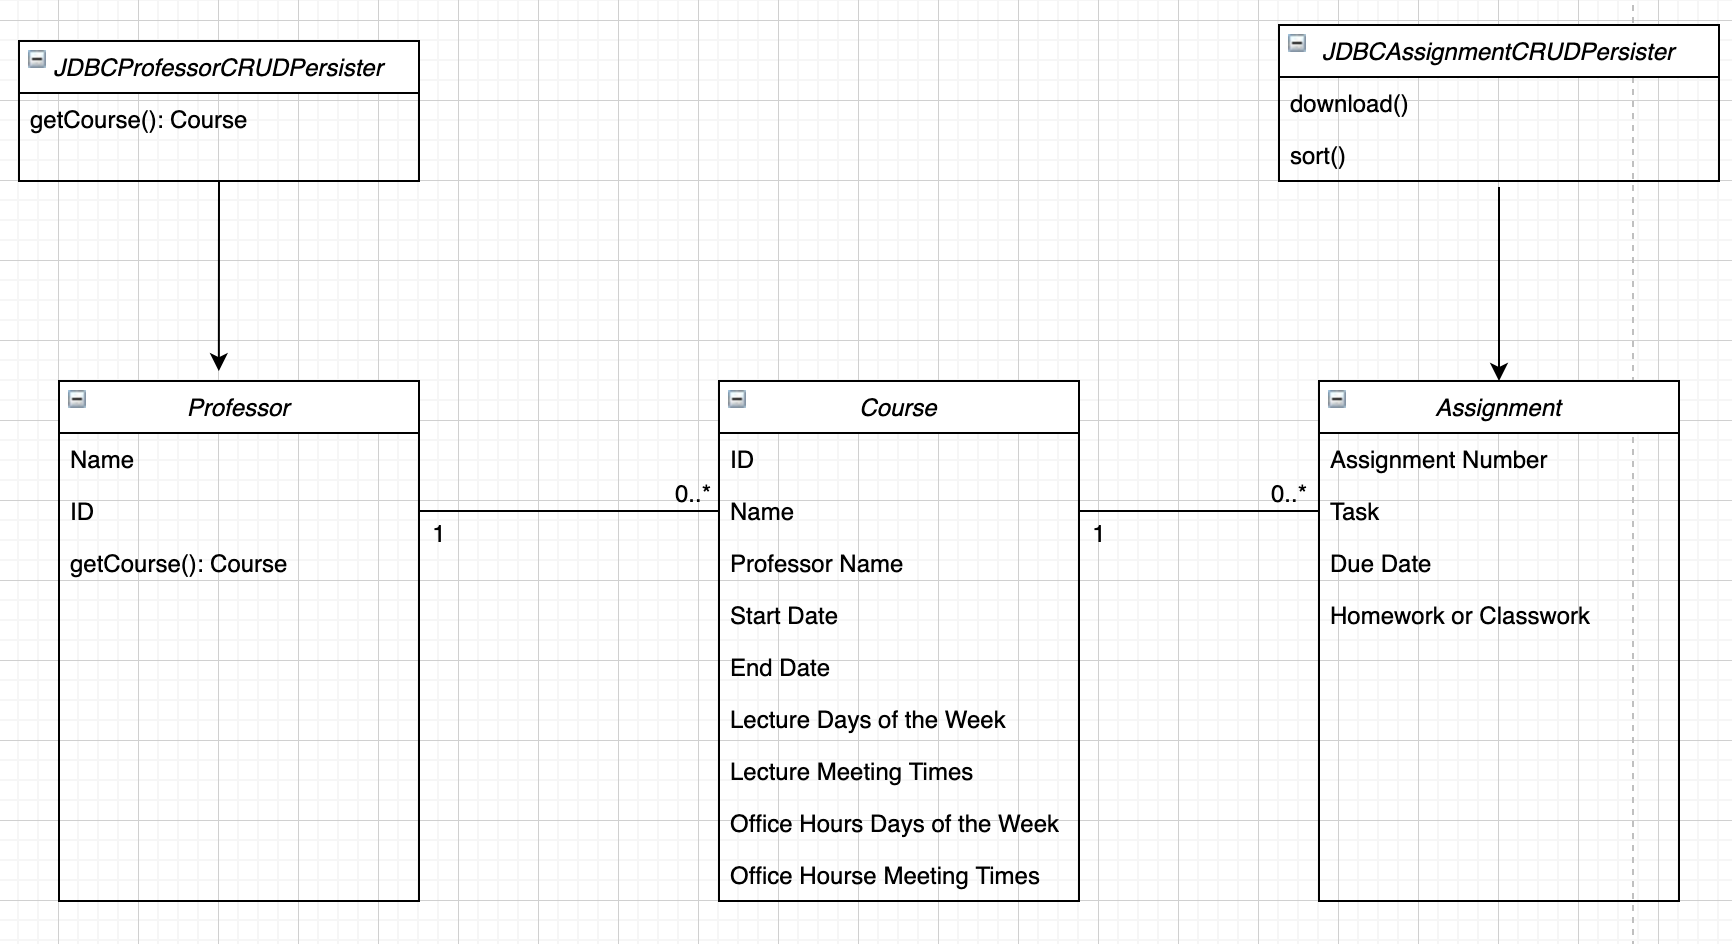 JDBCProfessorCRUDPersister
getCourse(): Course
JDBCAssignmentCRUDPersister
download()
sort()
Professor
Name
ID
getCourse(): Course
1
0..*
Course
ID
Name
Professor Name
Start Date
End Date
Lecture Days of the Week
Lecture Meeting Times
Office Hours Days of the Week
Office Hourse Meeting Times
1
0..*
Assignment
Assignment Number
Task
Due Date
Homework or Classwork